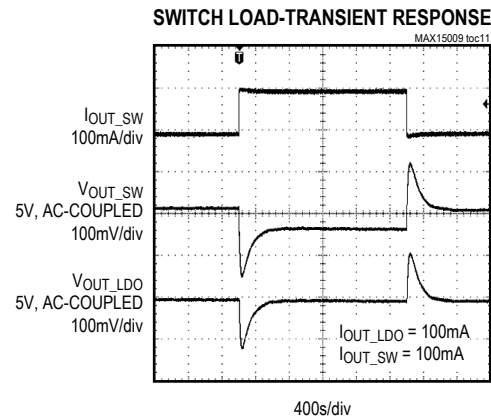 SWITCH LOAD-TRANSIENT RESPONSE
MAX15009 toc11
T
IOUT_SW
100mA/div
VOUT_SW
5V, AC-COUPLED
100mV/div
VOUT_LDO
5V, AC-COUPLED
100mV/div
IOUT_LDO = 100mA
IOUT_SW = 100mA
400s/div